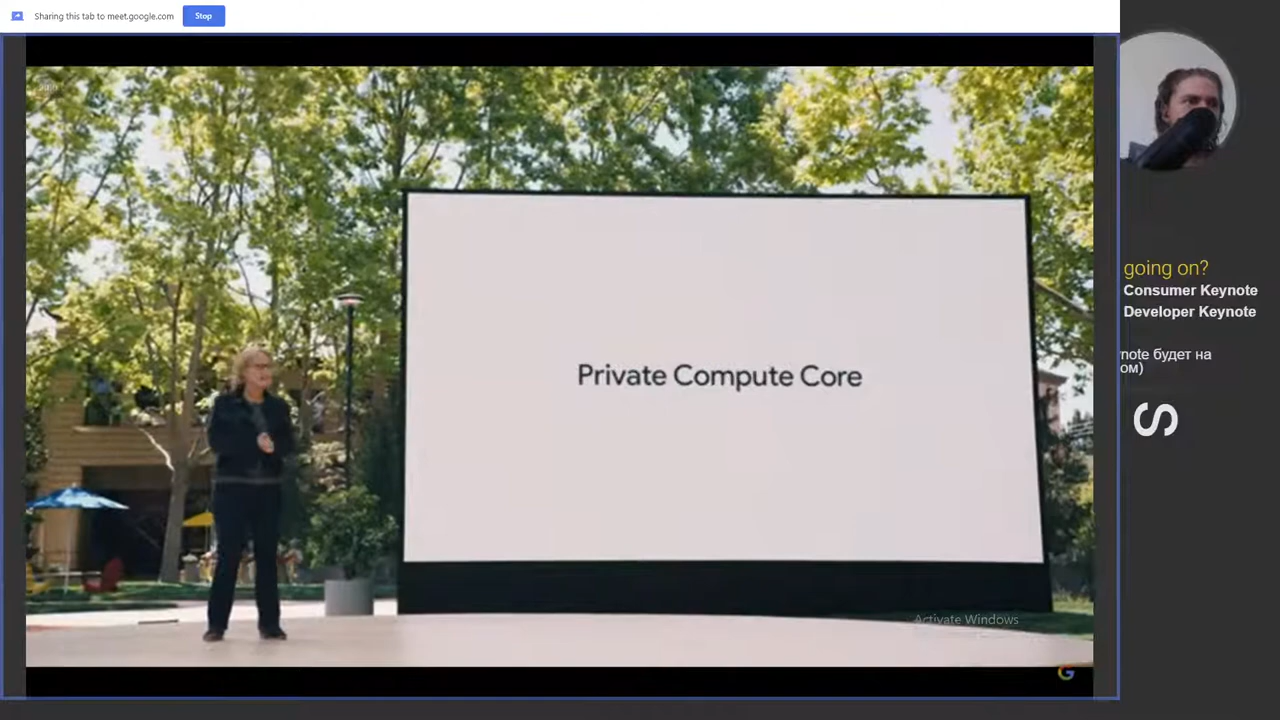 Sharing this tab to meet.google.com
Stop
Private Compute Core
Activate Windows
G
going on?
Consumer Keynote
Developer Keynote
note будет на
ом)
S